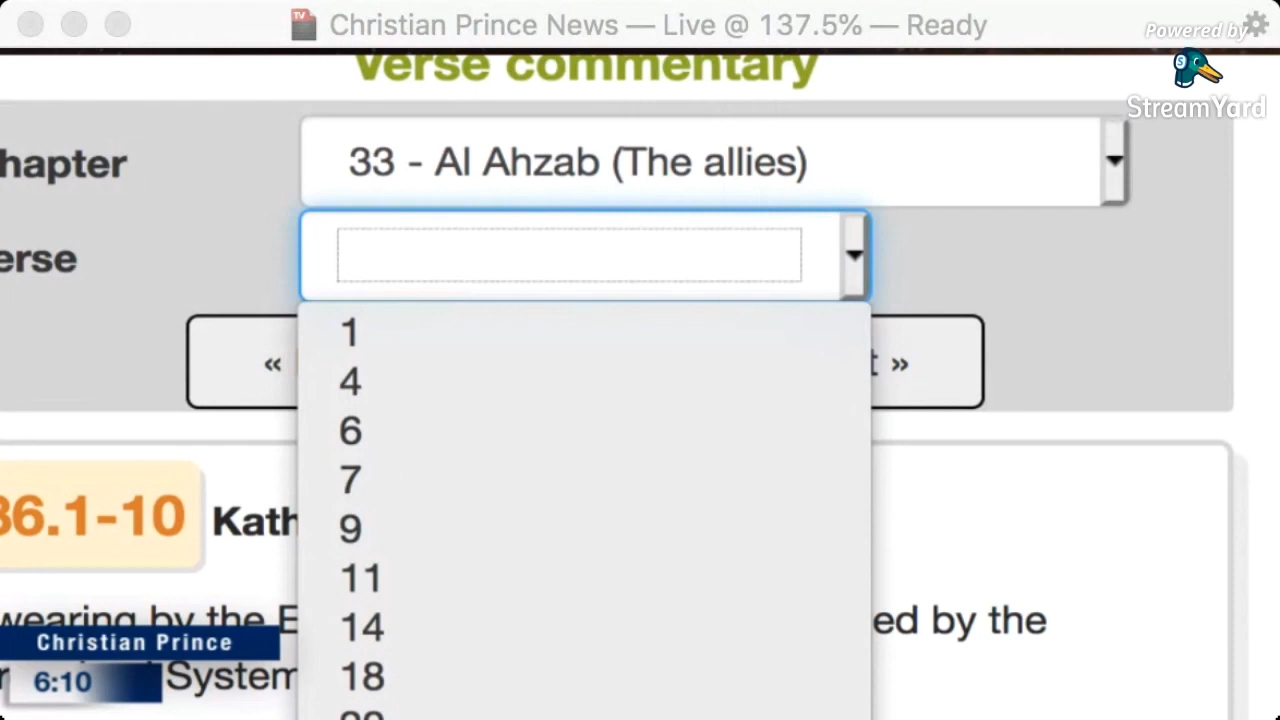 Christian Prince News — Live @ 137.5% — Ready
Powered by
StreamYard
Verse commentary
hapter
33 - Al Ahzab (The allies)
erse
«
»
1
4
6
7
9
11
14
18
36.1-10
Kath
wearing by the E
ed by the
System
Christian Prince
6:10